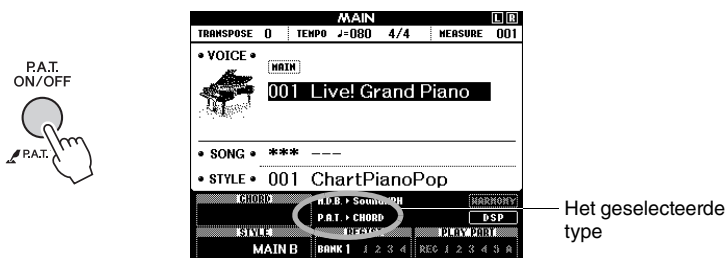 P.A.T.
ON/OFF
P.A.T.
MAIN
L R
TRANSPOSE 0 TEMPO ♩=080 4/4 MEASURE 001
• VOICE •
MAIN
001 Live! Grand Piano
• SONG • *** ---
• STYLE • 001 ChartPianoPop
CHORD
M.D.B. ▸ HARMONY
P.A.T. ▸ CHORD DSP
STYLE REGIST PLAY PART
MAIN B BANK 1 1 2 3 4 REC 1 2 3 4 5 A
Het geselecteerde
type